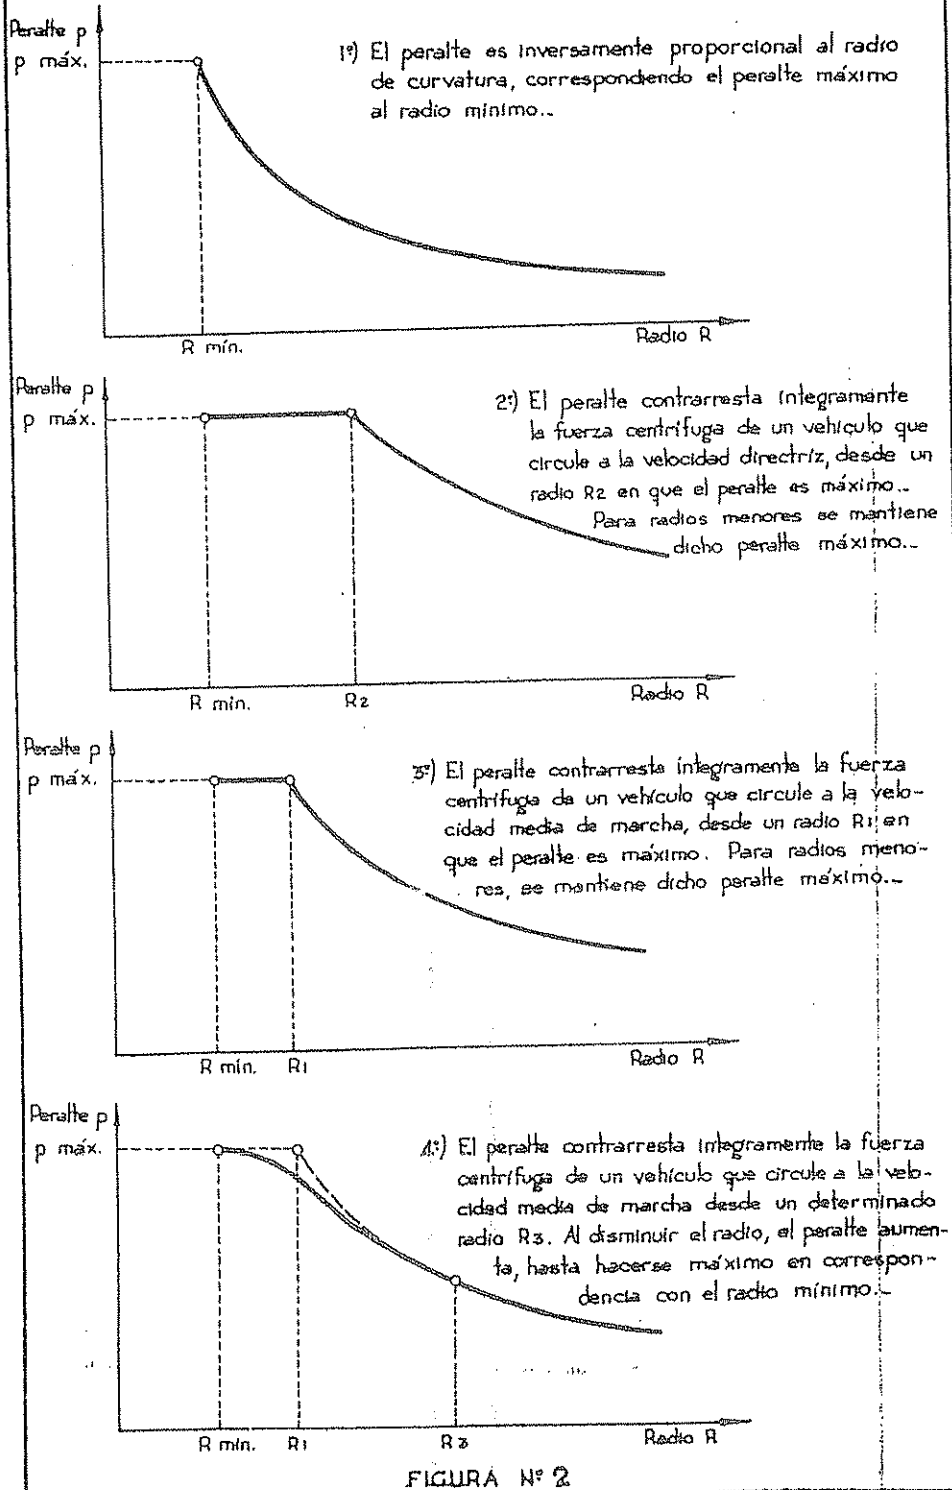 Peralte p
p máx.
1º) El peralte es inversamente proporcional al radio
de curvatura, correspondiendo el peralte máximo
al radio mínimo..
R mín.
Radio R
Peralte p
p máx.
2º) El peralte contrarresta íntegramente
la fuerza centrífuga de un vehículo que
circule a la velocidad directriz, desde un
radio R2 en que el peralte es máximo..
Para radios menores se mantiene
dicho peralte máximo..
R mín.
R2
Radio R
Peralte p
p máx.
3º) El peralte contrarresta íntegramente la fuerza
centrífuga de un vehículo que circule a la velo-
cidad media de marcha, desde un radio R1 en
que el peralte es máximo. Para radios meno-
res, se mantiene dicho peralte máximo..
R mín.
R1
Radio R
Peralte p
p máx.
4º) El peralte contrarresta íntegramente la fuerza
centrífuga de un vehículo que circule a la velo-
cidad media de marcha desde un determinado
radio R3. Al disminuir el radio, el peralte aumen-
ta, hasta hacerse máximo en correspon-
dencia con el radio mínimo..
R mín.
R1
R3
Radio R
FIGURA Nº 2